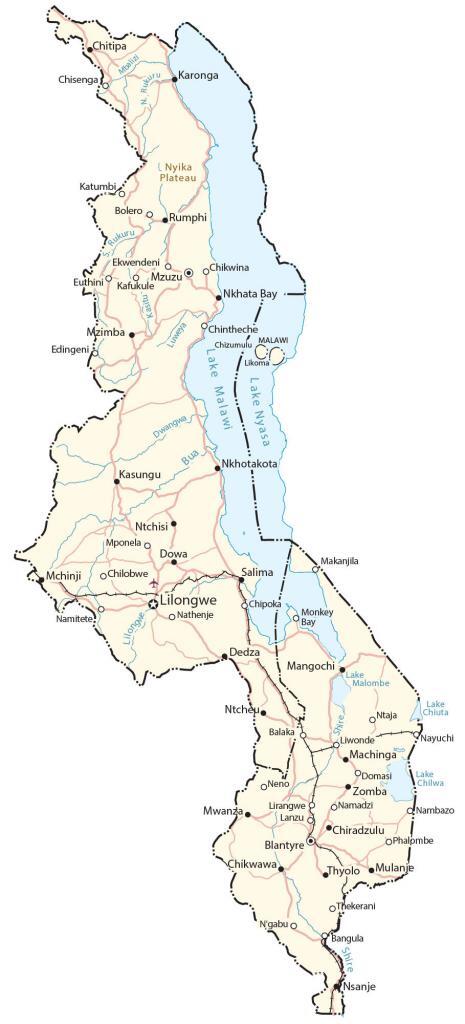 Chitipa
Mbalizi
Karonga
Chisenga
N. Rukuru
Nyika
Plateau
Katumbi
Bolero
Rumphi
S. Rukuru
Ekwendeni
Chikwina
Mzuzu
Euthini
Kafukule
Kasitu
Nkhata Bay
Chintheche
Mzimba
Luweya
MALAWI
Chizumulu
Likoma
Edingeni
Lake Malawi
Lake Nyasa
Dwangwa
Bua
Nkhotakota
Kasungu
Ntchisi
Mponela
Dowa
Makanjila
Mchinji
Chilobwe
Salima
Lilongwe
Chipoka
Monkey
Bay
Namitete
Nathenje
Lilongwe
Dedza
Mangochi
Lake
Malombe
Ntcheu
Ntaja
Lake
Chiuta
Shire
Balaka
Liwonde
Nayuchi
Machinga
Domasi
Lake
Chilwa
Neno
Zomba
Lirangwe
Namadzi
Nambazo
Mwanza
Lanzu
Chiradzulu
Blantyre
Phalombe
Chikwawa
Thyolo
Mulanje
Thekerani
N'gabu
Bangula
Shire
Nsanje